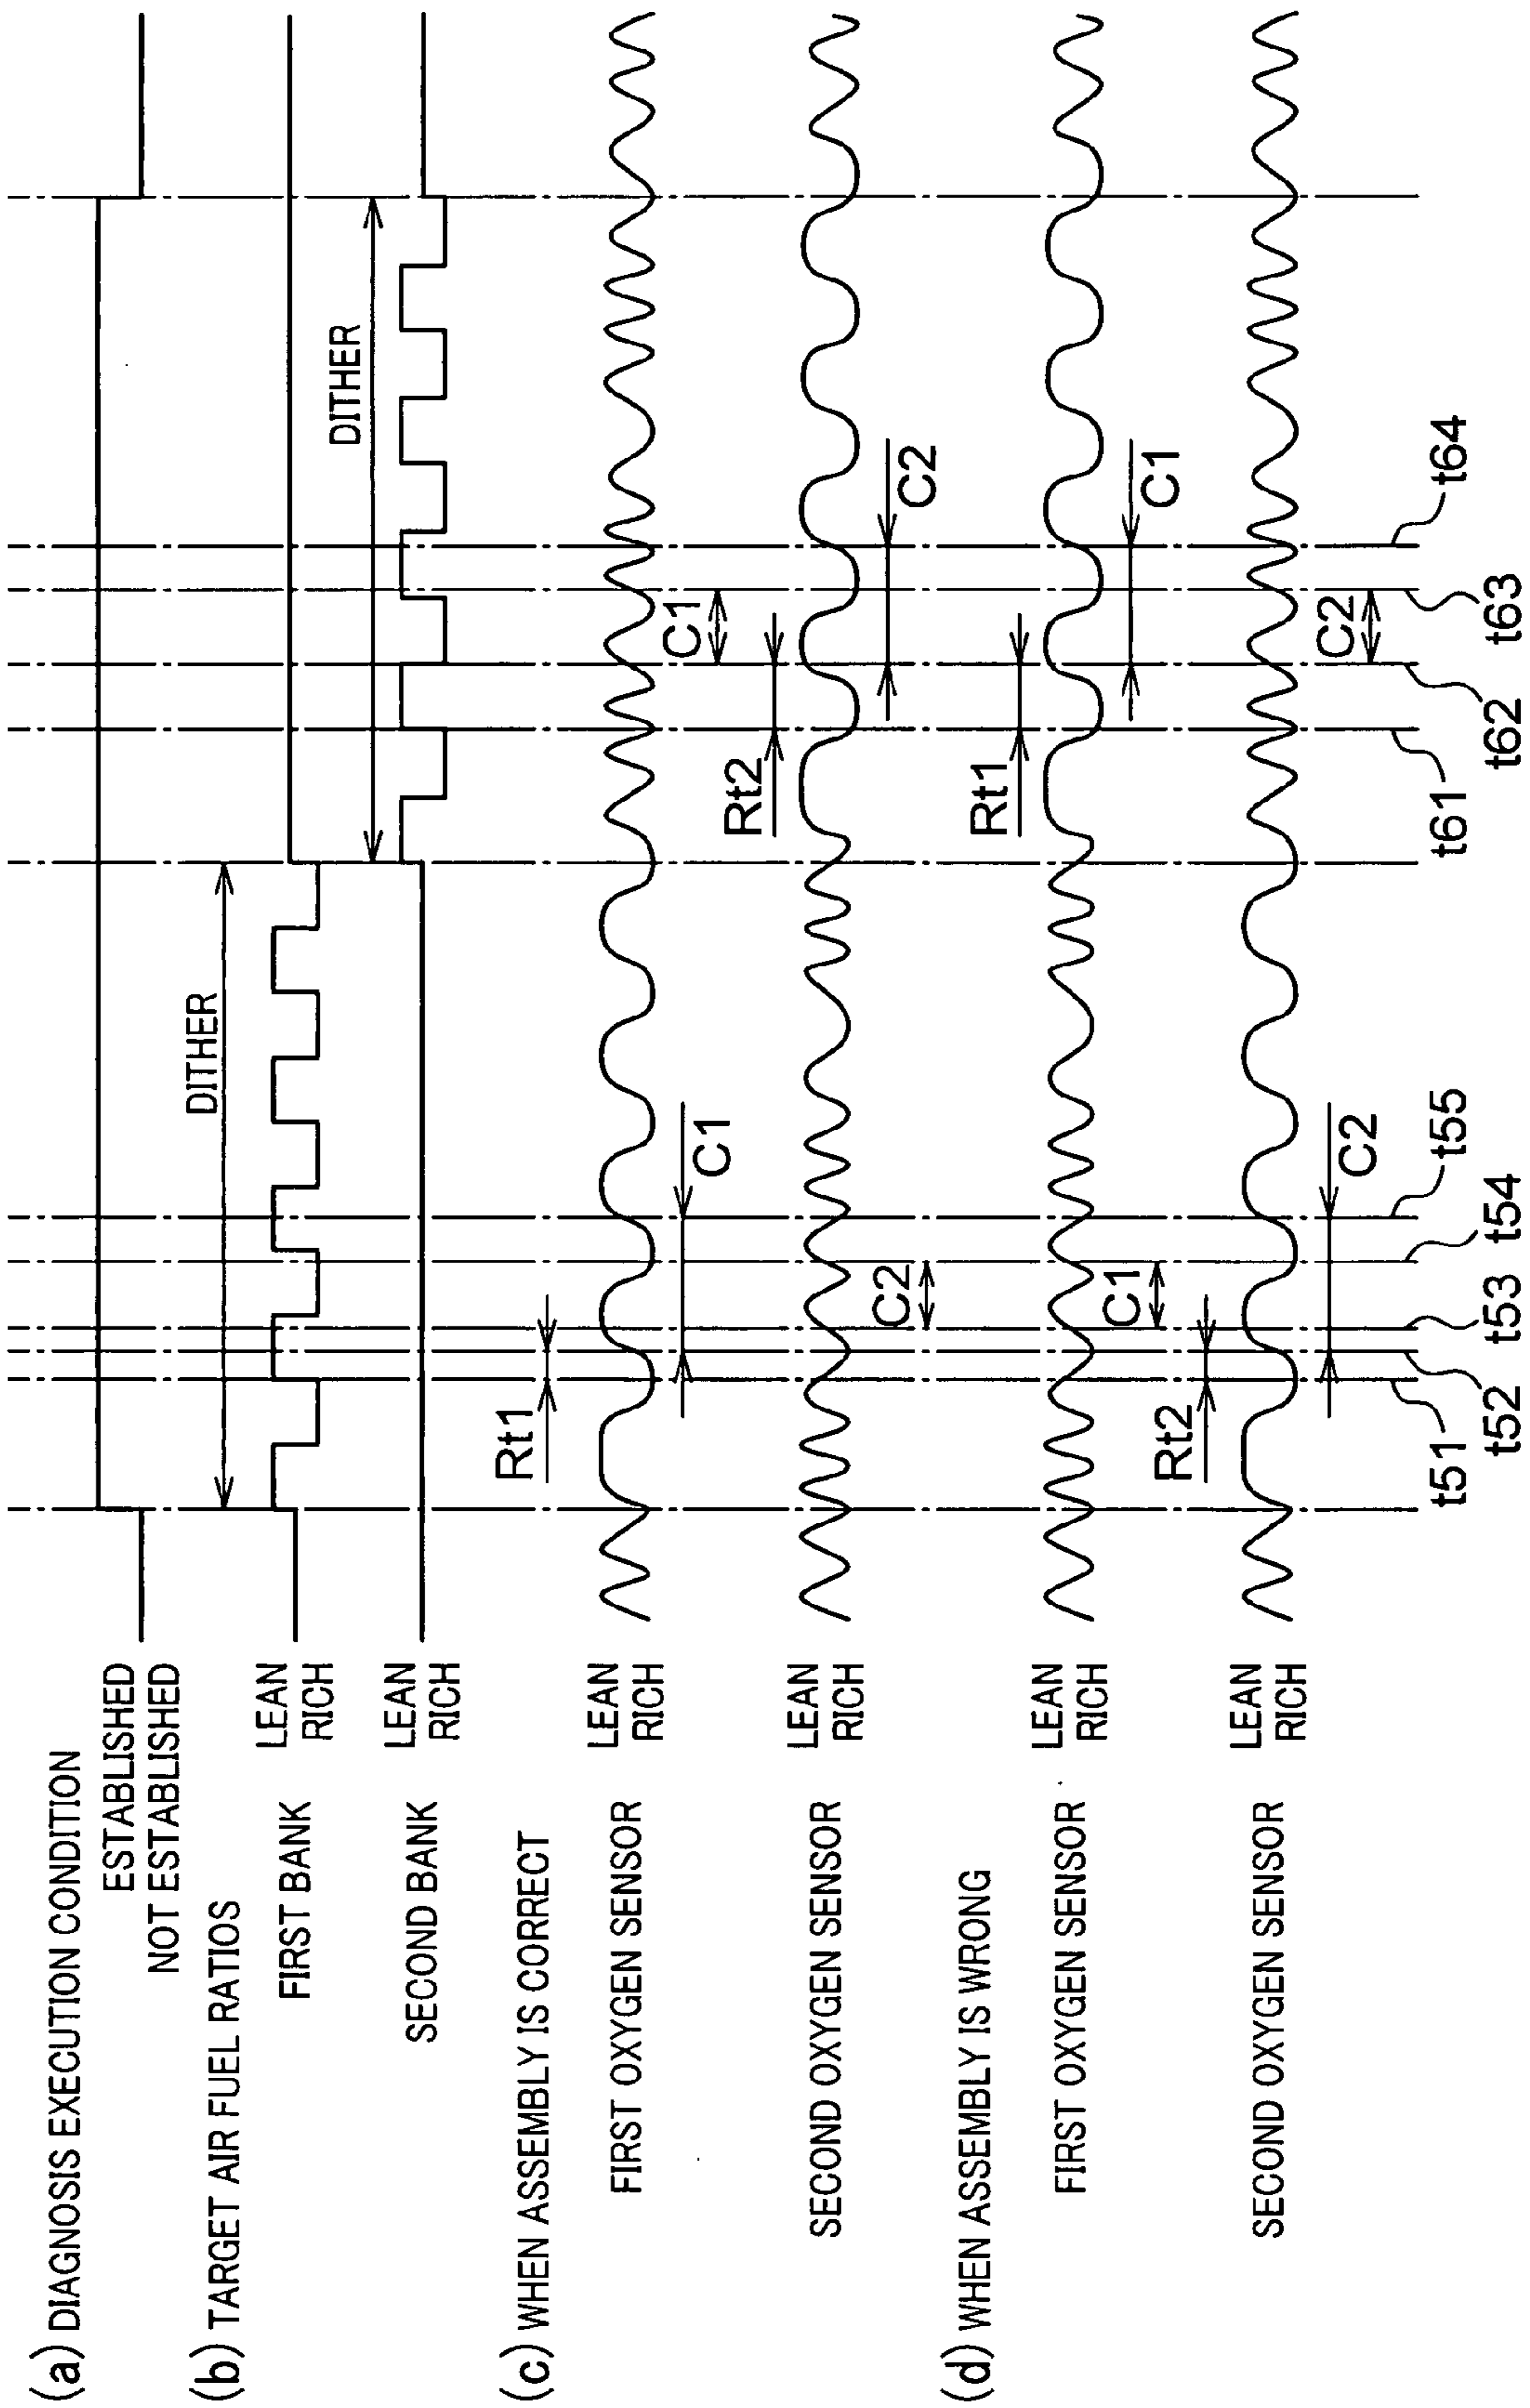 (a) DIAGNOSIS EXECUTION CONDITION
ESTABLISHED
NOT ESTABLISHED
(b) TARGET AIR FUEL RATIOS
DITHER
FIRST BANK
LEAN
RICH
DITHER
SECOND BANK
LEAN
RICH
(c) WHEN ASSEMBLY IS CORRECT
Rt1
FIRST OXYGEN SENSOR
LEAN
RICH
C1
C1
Rt2
SECOND OXYGEN SENSOR
LEAN
RICH
C2
C2
(d) WHEN ASSEMBLY IS WRONG
Rt1
FIRST OXYGEN SENSOR
LEAN
RICH
C1
C1
Rt2
SECOND OXYGEN SENSOR
LEAN
RICH
C2
C2
t51
t52
t53
t54
t55
t61
t62
t63
t64